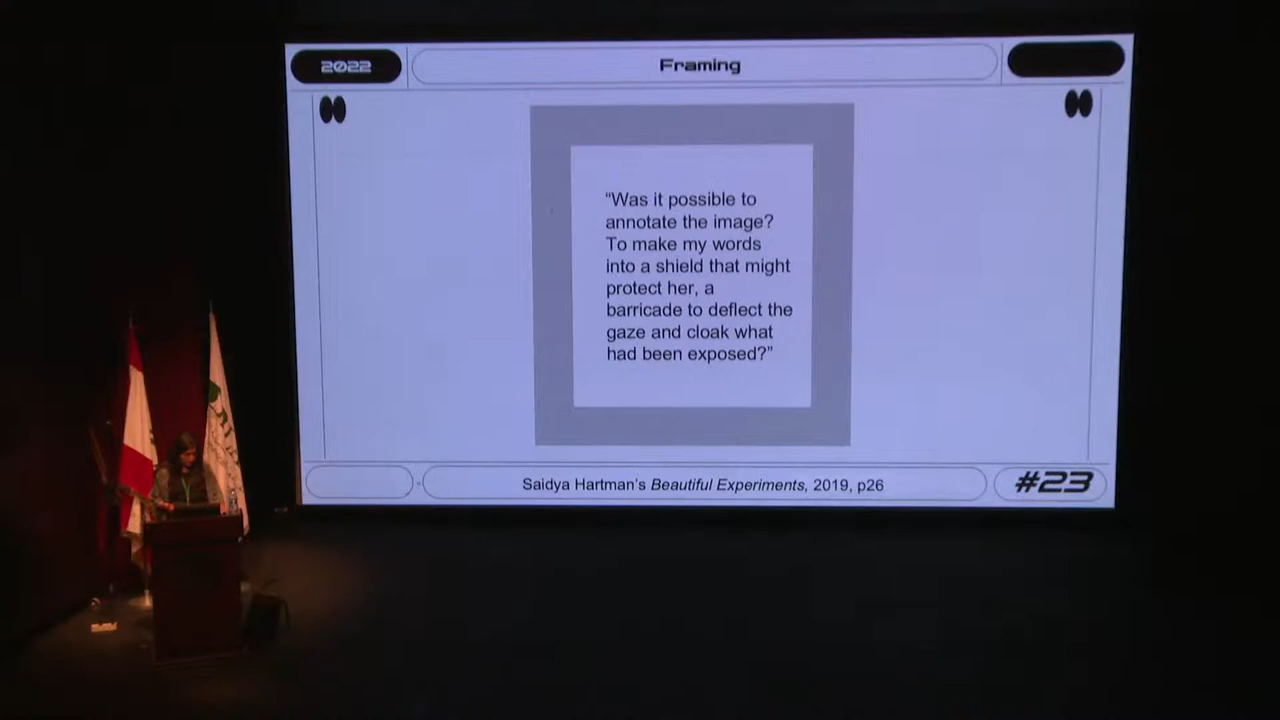 2022
Framing
“Was it possible to
annotate the image?
To make my words
into a shield that might
protect her, a
barricade to deflect the
gaze and cloak what
had been exposed?”
Saidya Hartman’s Beautiful Experiments, 2019, p26
#23